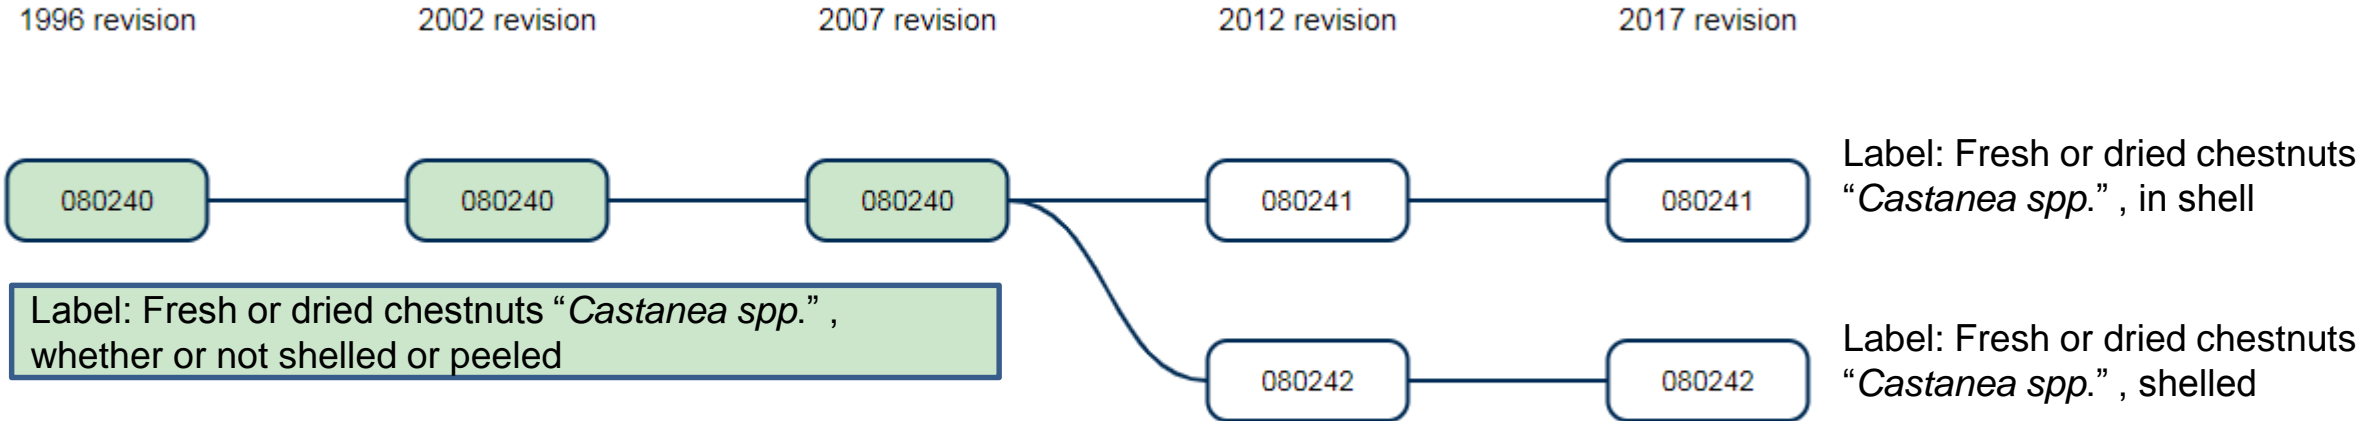 1996 revision 2002 revision 2007 revision 2012 revision 2017 revision
080240 080240 080240 080241 080241
Label: Fresh or dried chestnuts
“Castanea spp.” , in shell
Label: Fresh or dried chestnuts “Castanea spp.” ,
whether or not shelled or peeled
080242 080242
Label: Fresh or dried chestnuts
“Castanea spp.” , shelled